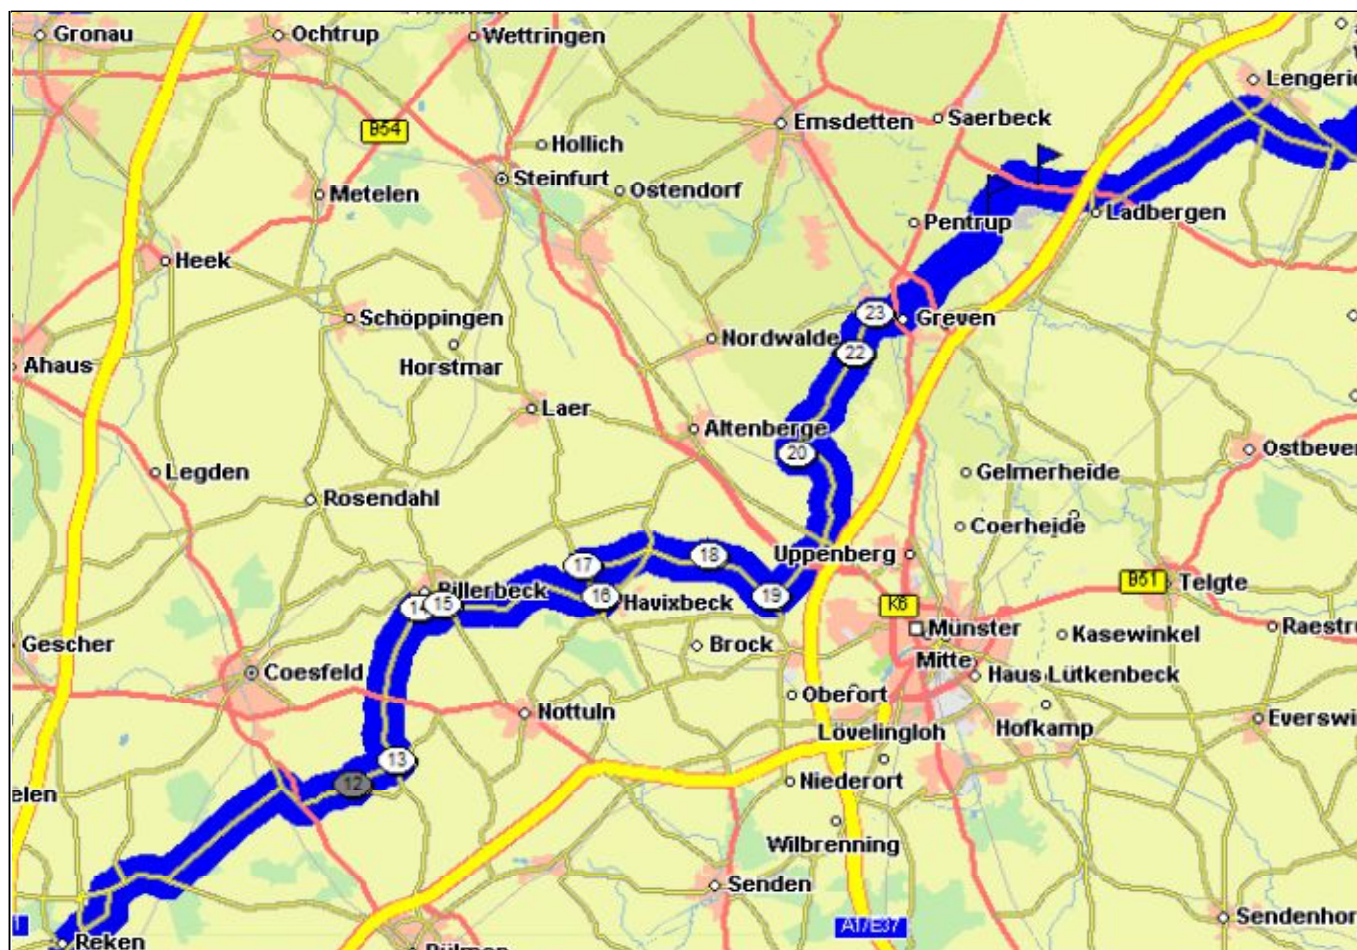 Gronau
Ochtrup
Wettringen
Lengeric
B54
Emsdetten
Saerbeck
Hollich
Steinfurt
Ostendorf
Metelen
Pentrup
Ladbergen
Heek
Schöppingen
23
Greven
Nordwalde
22
Ahaus
Horstmar
Laer
Altenberge
20
Ostbever
Legden
Gelmerheide
Rosendahl
Coerheide
17
18
Uppenberg
Billerbeck
14
15
16
Havixbeck
19
B51
Telgte
K6
Münster
Kasewinkel
Raestru
Gescher
Brock
Mitte
Coesfeld
Haus Lütkenbeck
Oberort
Nottuln
Hofkamp
Everswi
Lövelingloh
13
12
Niederort
elen
Wilbrenning
Senden
Sendenhor
A1/E37
Reken